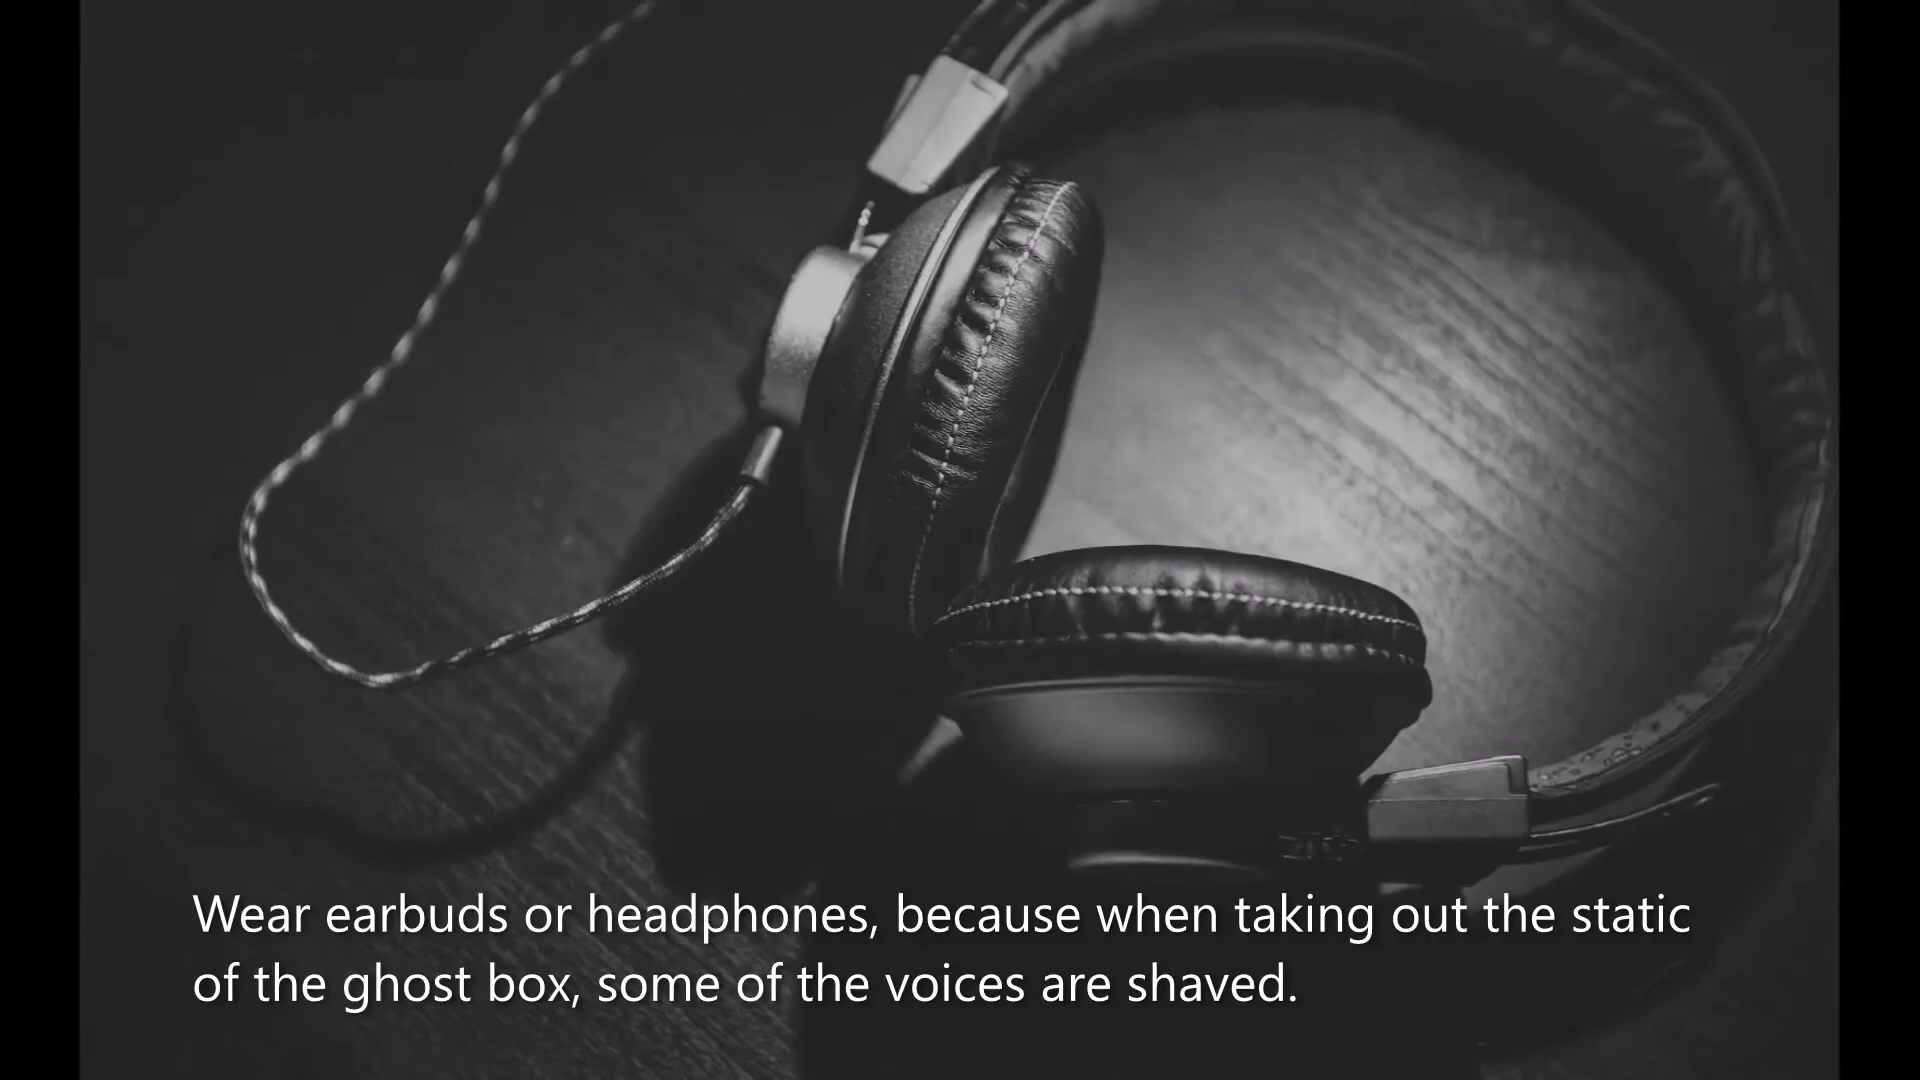 Wear earbuds or headphones, because when taking out the static
of the ghost box, some of the voices are shaved.